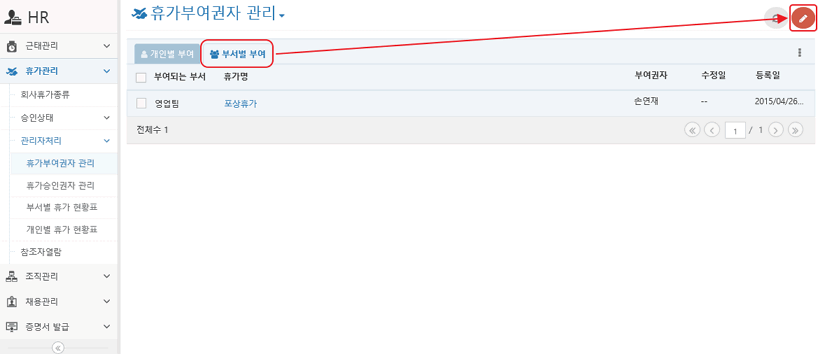 HR
근태관리
휴가관리
회사휴가종류
승인상태
관리자처리
휴가부여권자 관리
휴가승인권자 관리
부서별 휴가 현황표
개인별 휴가 현황표
참조자열람
조직관리
채용관리
증명서 발급
휴가부여권자 관리
개인별 부여 부서별 부여
부여되는 부서 휴가명 부여권자 수정일 등록일
영업팀 포상휴가 손연재 -- 2015/04/26...
전체수 1 1 / 1